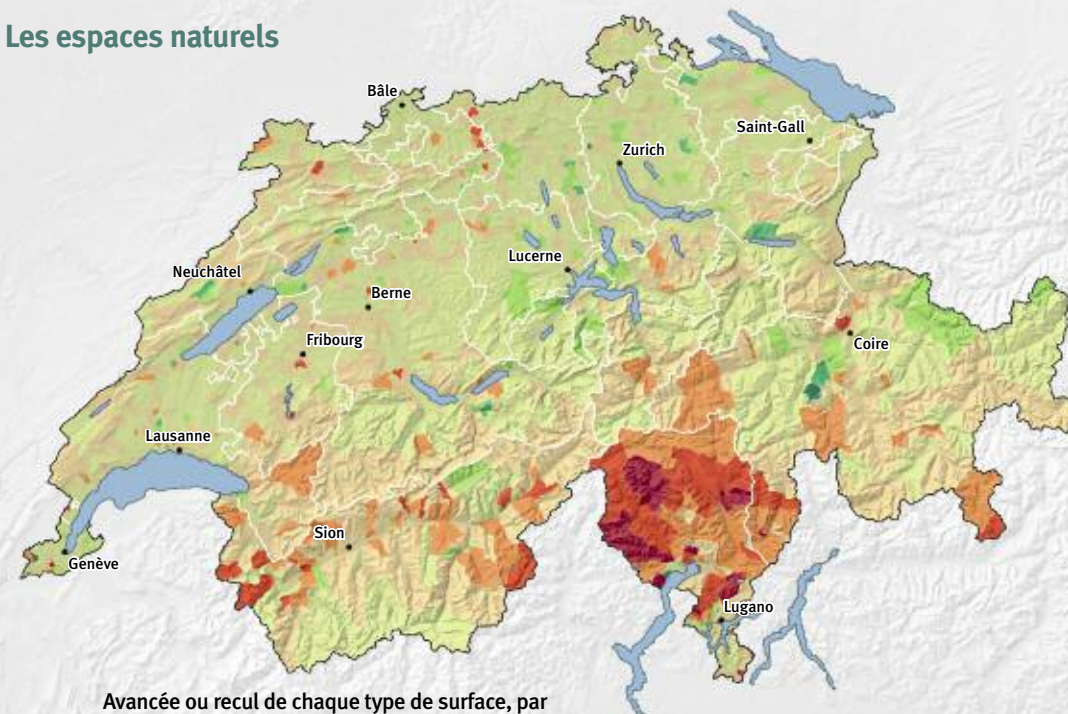 Les espaces naturels
Bâle
Saint-Gall
Zurich
Lucerne
Neuchâtel
Berne
Fribourg
Coire
Lausanne
Sion
Genève
Lugano
Avancée ou recul de chaque type de surface, par